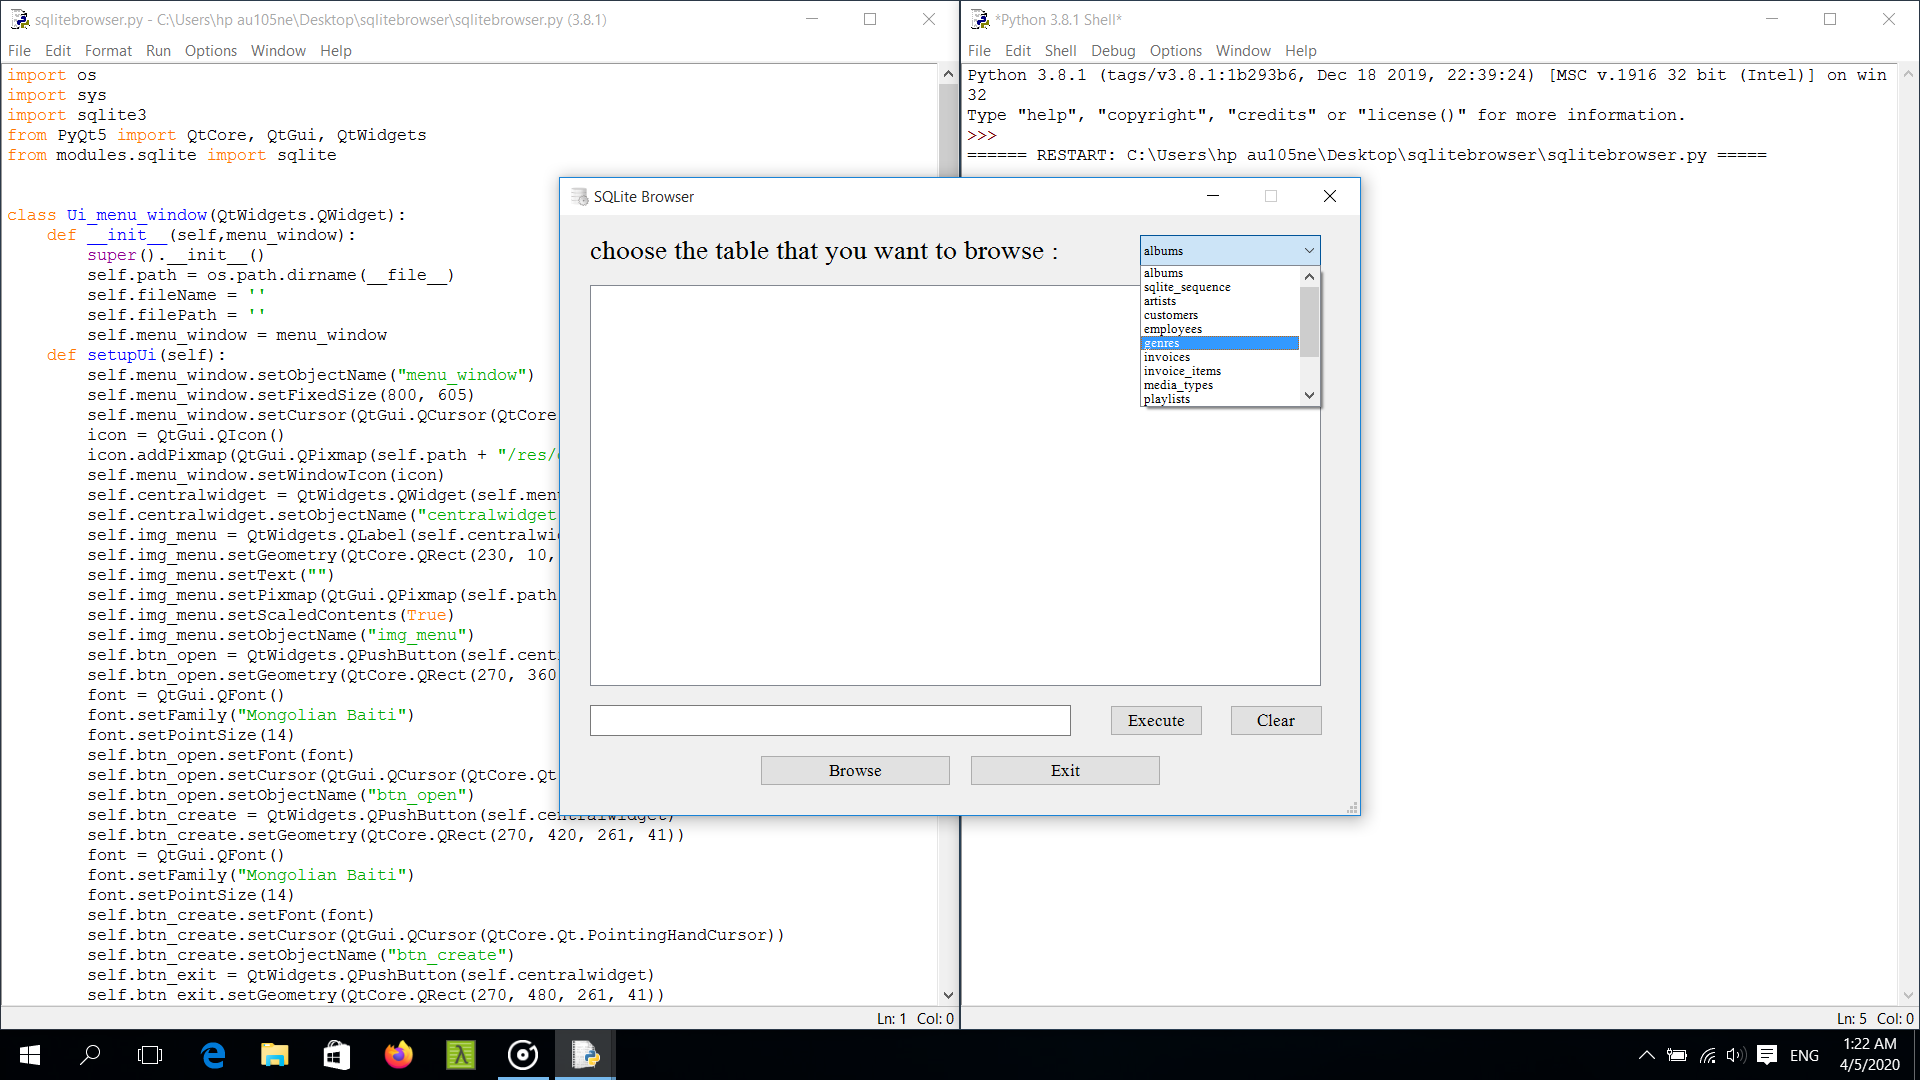 sqlitebrowser.py - C:\Users\hp au105ne\Desktop\sqlitebrowser\sqlitebrowser.py (3.8.1)
File Edit Format Run Options Window Help
import os
import sys
import sqlite3
from PyQt5 import QtCore, QtGui, QtWidgets
from modules.sqlite import sqlite
class Ui_menu_window(QtWidgets.QWidget):
    def __init__(self,menu_window):
        super().__init__()
        self.path = os.path.dirname(__file__)
        self.fileName = ''
        self.filePath = ''
        self.menu_window = menu_window
    def setupUi(self):
        self.menu_window.setObjectName("menu_window")
        self.menu_window.setFixedSize(800, 605)
        self.menu_window.setCursor(QtGui.QCursor(QtCore
        icon = QtGui.QIcon()
        icon.addPixmap(QtGui.QPixmap(self.path + "/res/
        self.menu_window.setWindowIcon(icon)
        self.centralwidget = QtWidgets.QWidget(self.men
        self.centralwidget.setObjectName("centralwidget
        self.img_menu = QtWidgets.QLabel(self.centralwi
        self.img_menu.setGeometry(QtCore.QRect(230, 10,
        self.img_menu.setText("")
        self.img_menu.setPixmap(QtGui.QPixmap(self.path
        self.img_menu.setScaledContents(True)
        self.img_menu.setObjectName("img_menu")
        self.btn_open = QtWidgets.QPushButton(self.cent
        self.btn_open.setGeometry(QtCore.QRect(270, 360
        font = QtGui.QFont()
        font.setFamily("Mongolian Baiti")
        font.setPointSize(14)
        self.btn_open.setFont(font)
        self.btn_open.setCursor(QtGui.QCursor(QtCore.Qt
        self.btn_open.setObjectName("btn_open")
        self.btn_create = QtWidgets.QPushButton(self.centralwidget)
        self.btn_create.setGeometry(QtCore.QRect(270, 420, 261, 41))
        font = QtGui.QFont()
        font.setFamily("Mongolian Baiti")
        font.setPointSize(14)
        self.btn_create.setFont(font)
        self.btn_create.setCursor(QtGui.QCursor(QtCore.Qt.PointingHandCursor))
        self.btn_create.setObjectName("btn_create")
        self.btn_exit = QtWidgets.QPushButton(self.centralwidget)
        self.btn_exit.setGeometry(QtCore.QRect(270, 480, 261, 41))
Ln: 1 Col: 0
*Python 3.8.1 Shell*
File Edit Shell Debug Options Window Help
Python 3.8.1 (tags/v3.8.1:1b293b6, Dec 18 2019, 22:39:24) [MSC v.1916 32 bit (Intel)] on win
32
Type "help", "copyright", "credits" or "license()" for more information.
>>>
====== RESTART: C:\Users\hp au105ne\Desktop\sqlitebrowser\sqlitebrowser.py =====
Ln: 5 Col: 0
SQLite Browser
choose the table that you want to browse :
albums
albums
sqlite_sequence
artists
customers
employees
genres
invoices
invoice_items
media_types
playlists
Execute Clear
Browse Exit
ENG
1:22 AM
4/5/2020